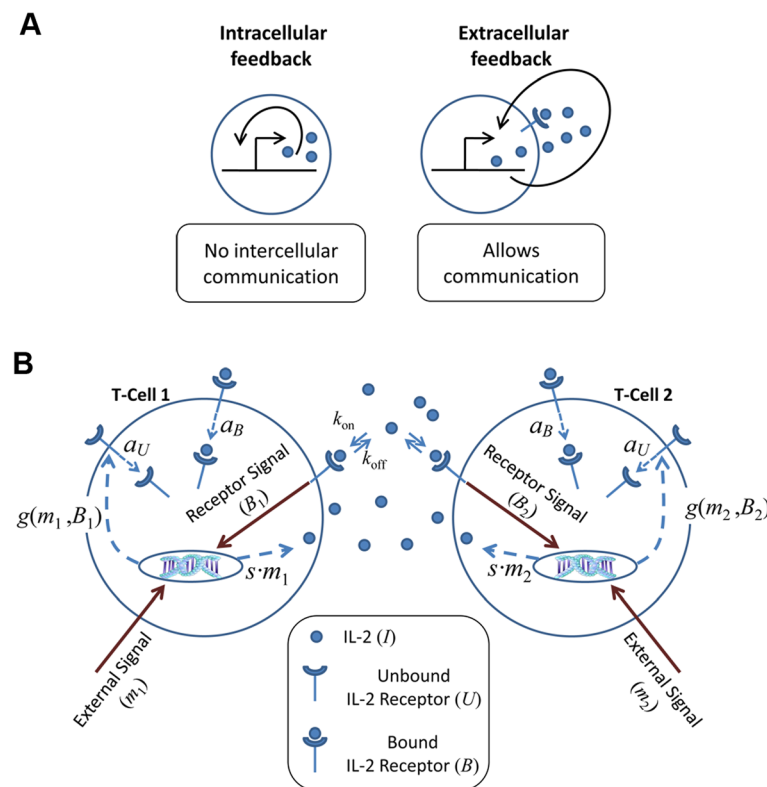 A
Intracellular
feedback
Extracellular
feedback
No intercellular
communication
Allows
communication
B
T-Cell 1
T-Cell 2
a_B
a_U
k_on
k_off
a_B
a_U
Receptor Signal
(B_1)
Receptor Signal
(B_2)
g(m_1,B_1)
g(m_2,B_2)
s·m_1
s·m_2
External Signal
(m_1)
External Signal
(m_2)
IL-2 (I)
Unbound
IL-2 Receptor (U)
Bound
IL-2 Receptor (B)